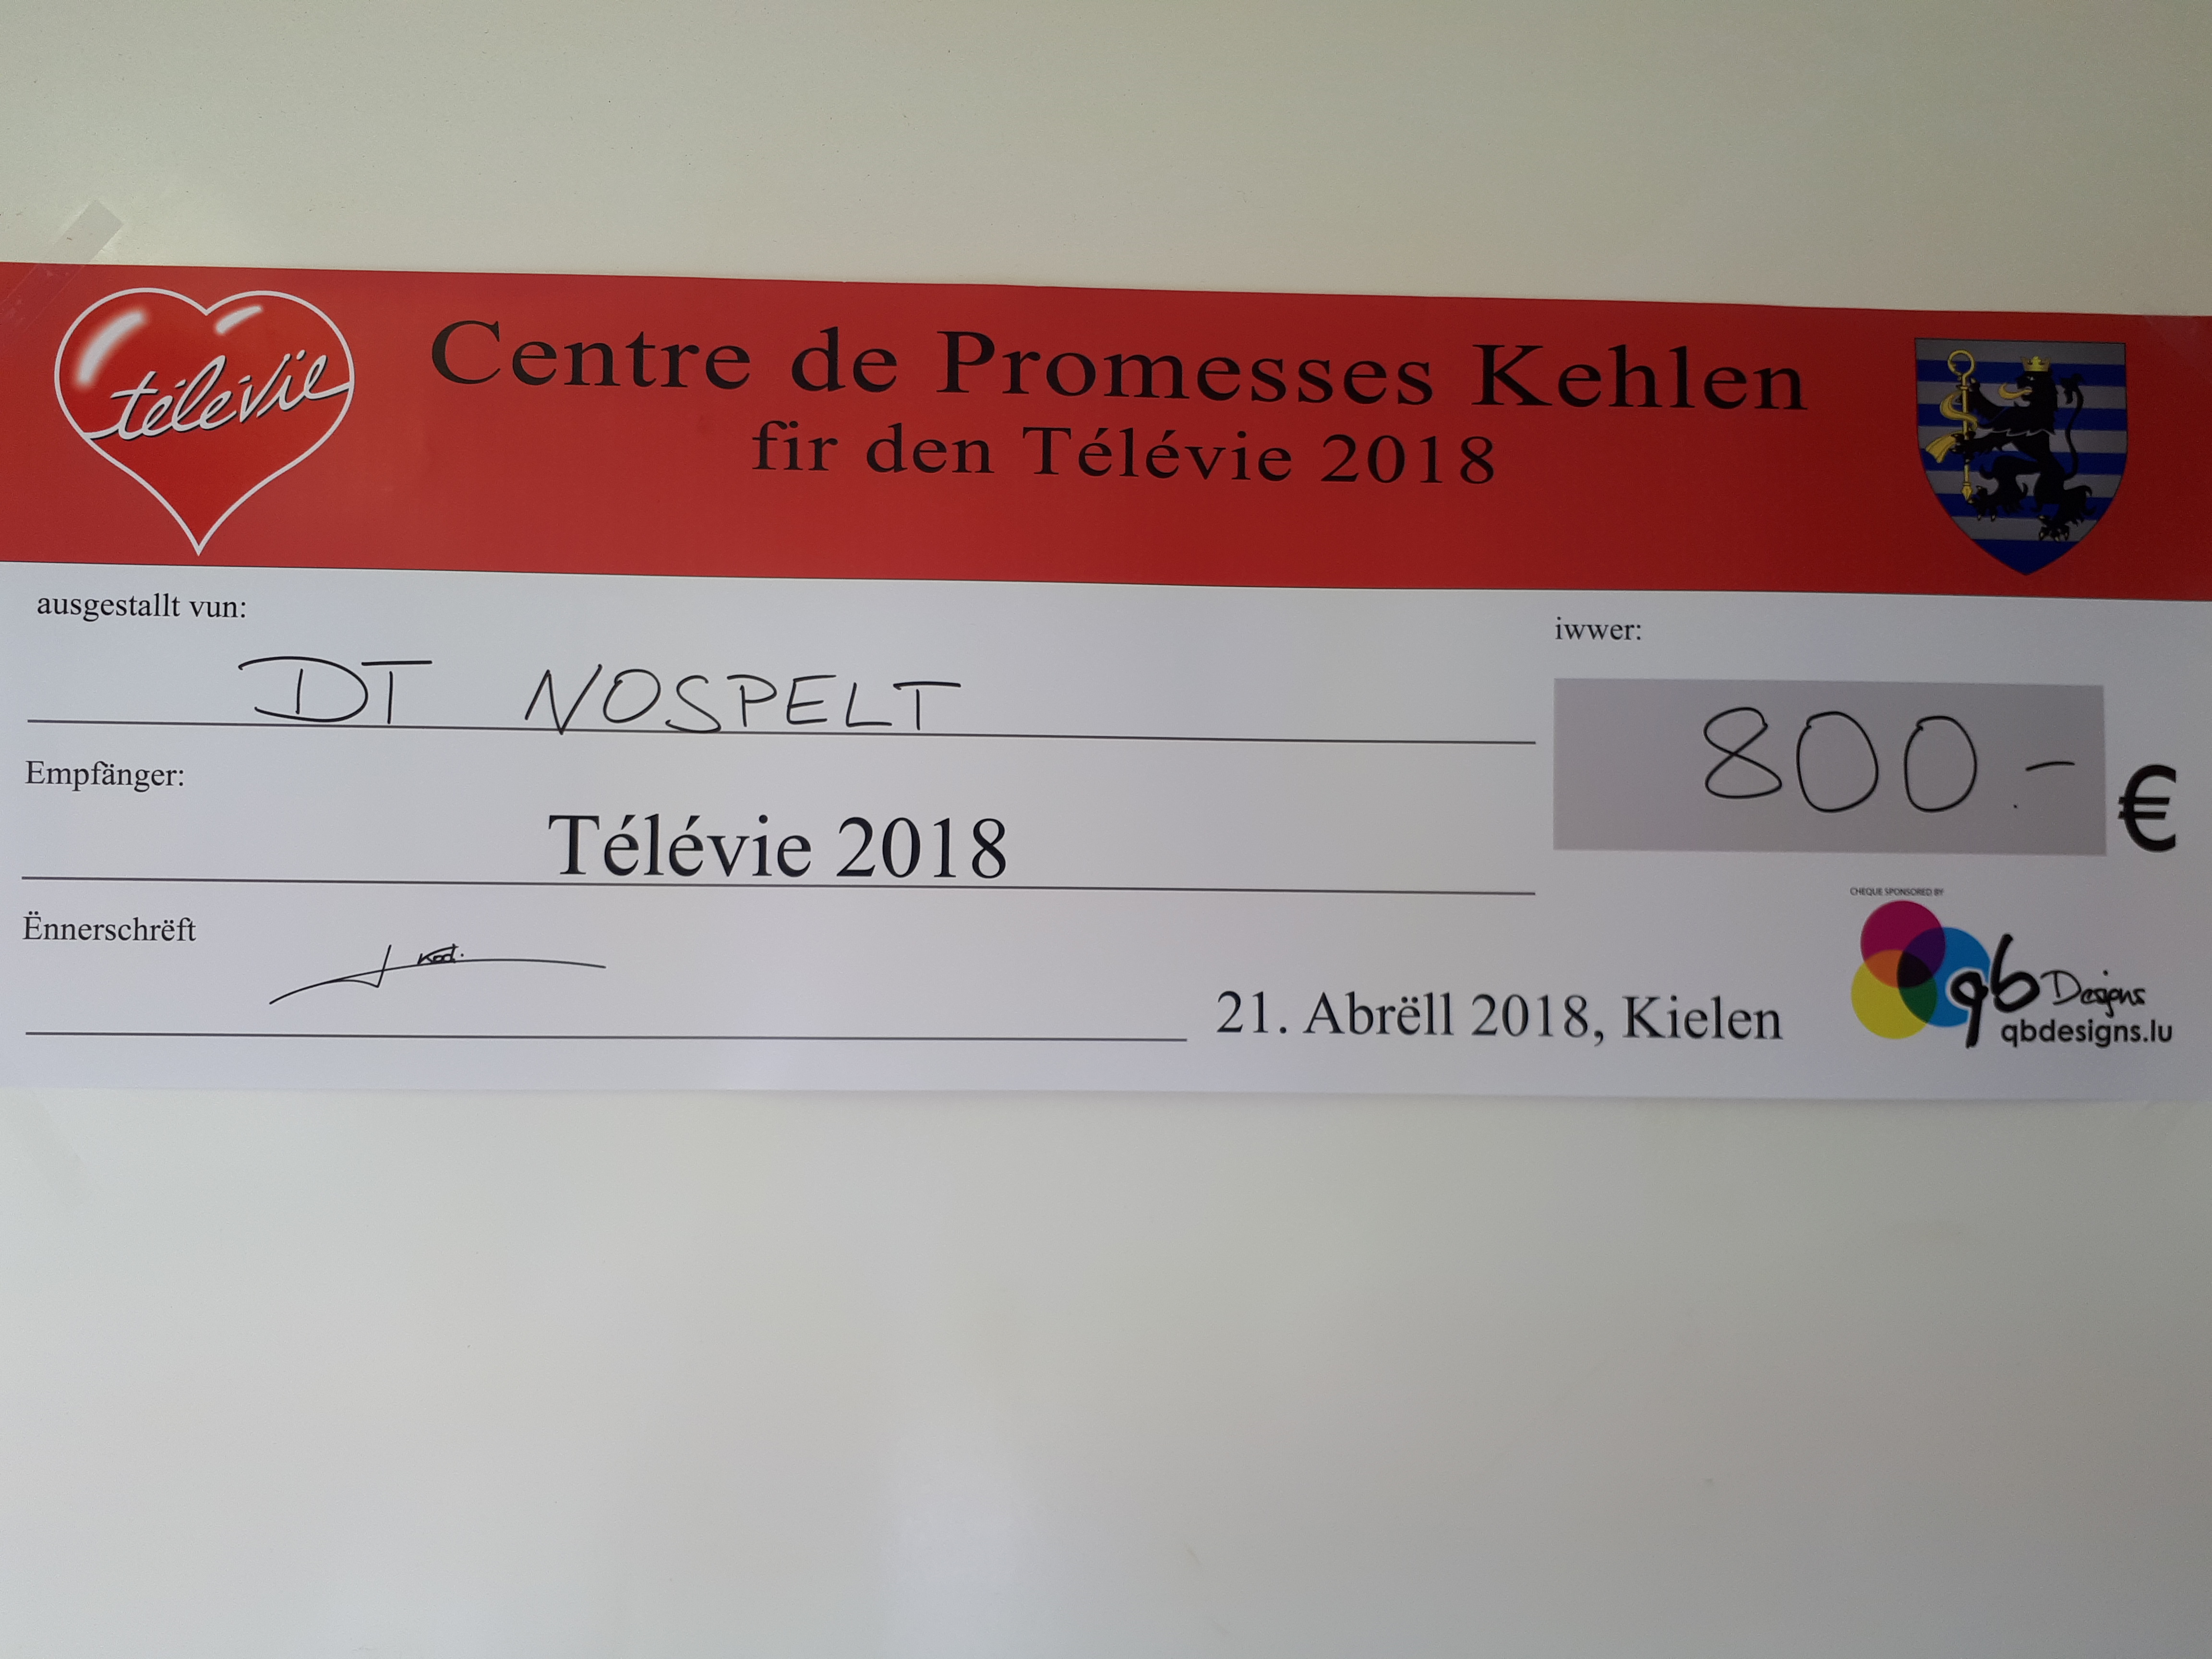 télévie
Centre de Promesses Kehlen
fir den Télévie 2018
ausgestallt vun:
DT NOSPELT
iwwer:
800.- €
Empfänger:
Télévie 2018
Ënnerschrëft
21. Abrëll 2018, Kielen
CHEQUE SPONSORED BY
qb Designs
qbdesigns.lu